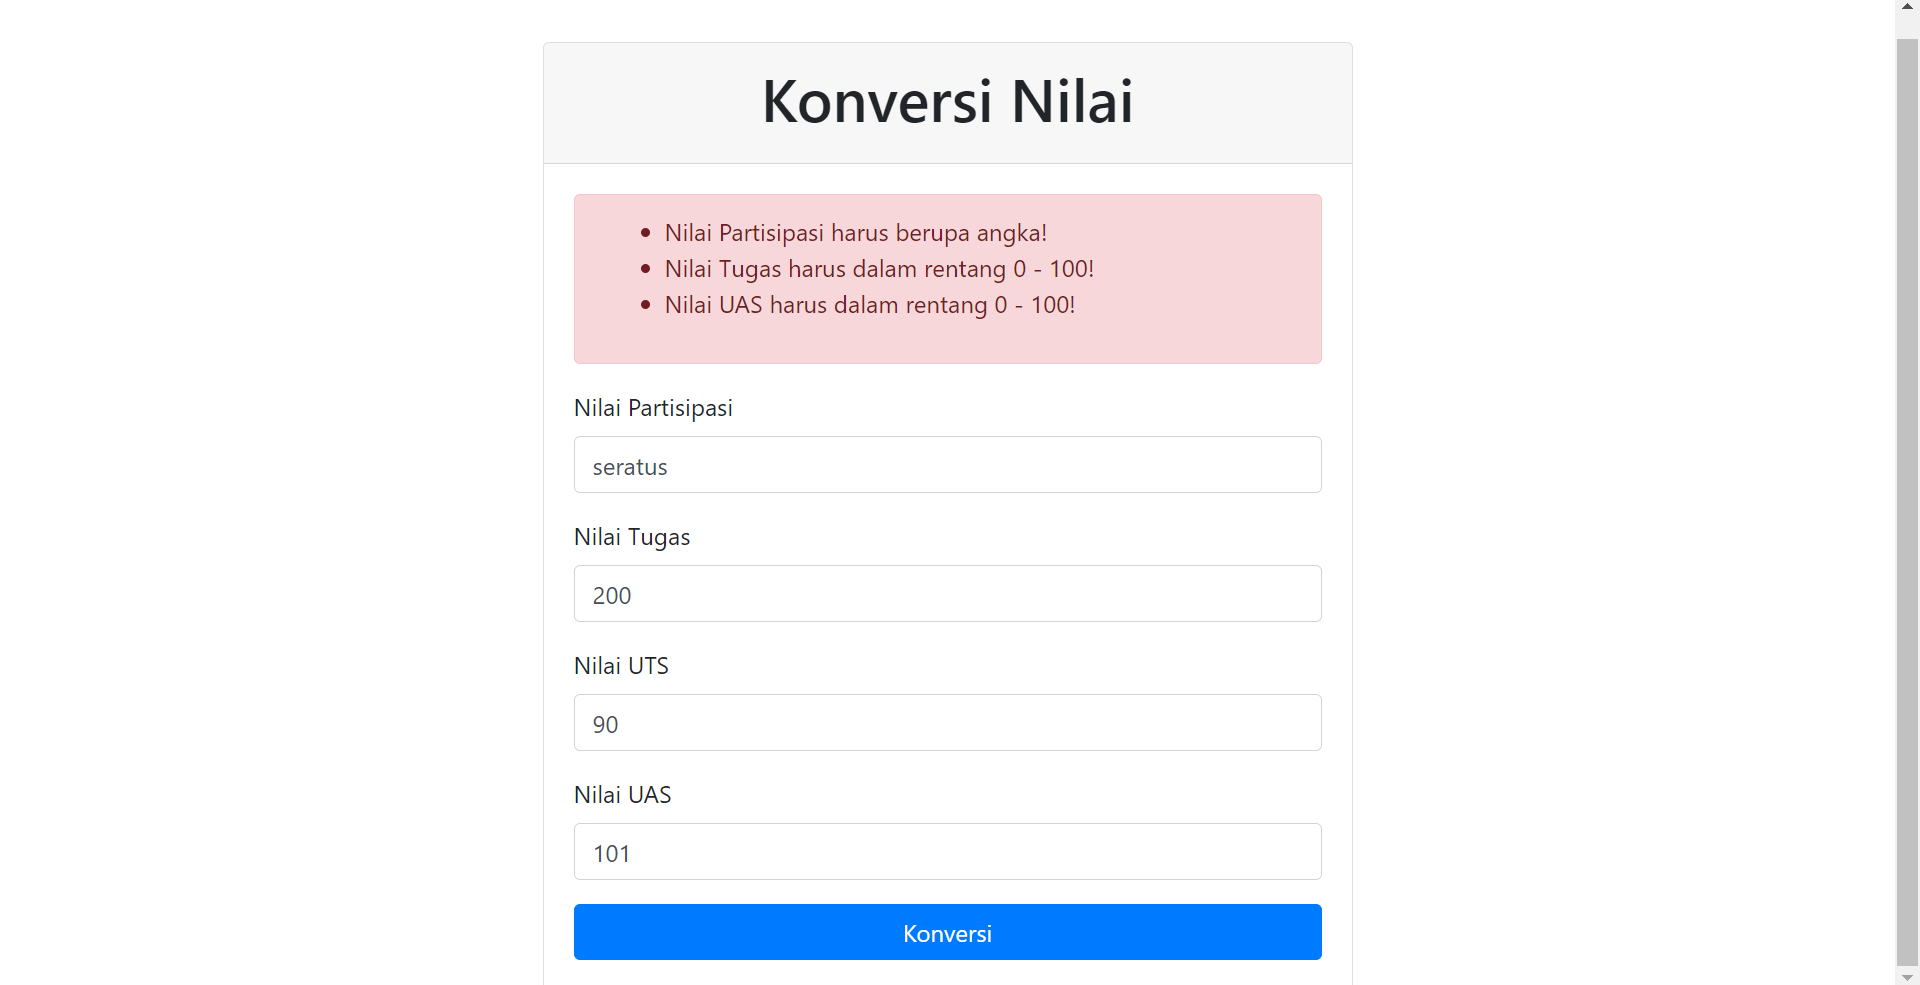 Konversi Nilai
Nilai Partisipasi harus berupa angka!
Nilai Tugas harus dalam rentang 0 - 100!
Nilai UAS harus dalam rentang 0 - 100!
Nilai Partisipasi
seratus
Nilai Tugas
200
Nilai UTS
90
Nilai UAS
101
Konversi